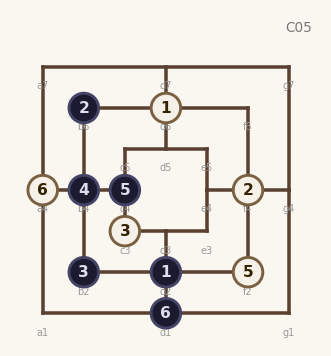 C05
a7 d7 g7
2 1
b6 d6 f6
c5 d5 e5
6 4 5 2
a4 b4 c4 e4 f4 g4
3
c3 d3 e3
3 1 5
b2 d2 f2
6
a1 d1 g1